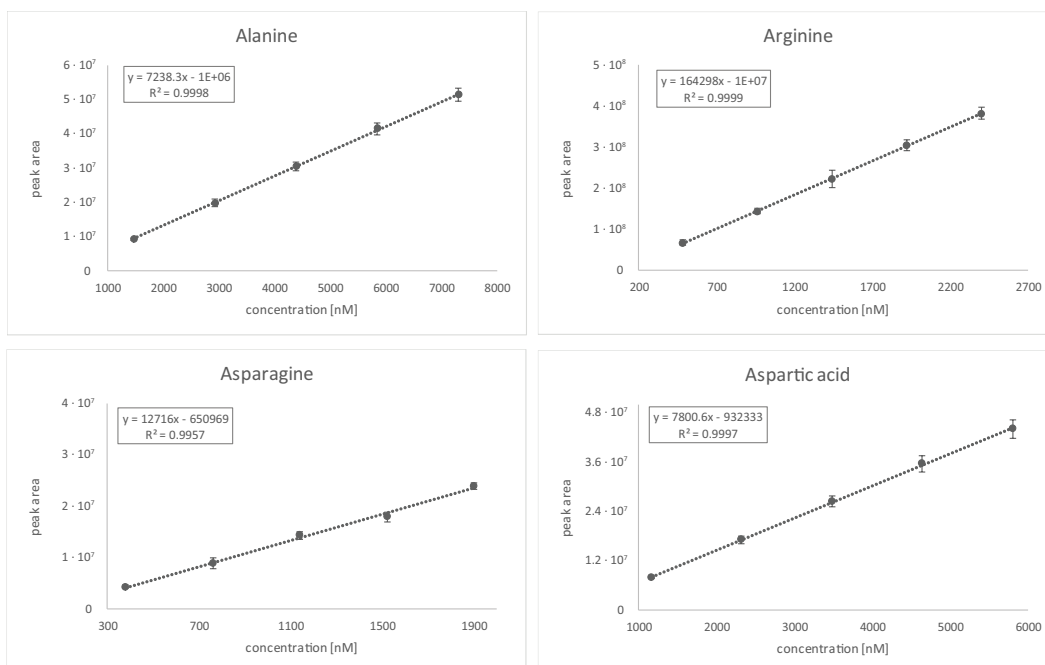 Alanine
y = 7238.3x - 1E+06
R² = 0.9998
6 · 10⁷
5 · 10⁷
4 · 10⁷
3 · 10⁷
2 · 10⁷
1 · 10⁷
0
peak area
1000 2000 3000 4000 5000 6000 7000 8000
concentration [nM]
Arginine
y = 164298x - 1E+07
R² = 0.9999
5 · 10⁸
4 · 10⁸
3 · 10⁸
2 · 10⁸
1 · 10⁸
0
peak area
200 700 1200 1700 2200 2700
concentration [nM]
Asparagine
y = 12716x - 650969
R² = 0.9957
4 · 10⁷
3 · 10⁷
2 · 10⁷
1 · 10⁷
0
peak area
300 700 1100 1500 1900
concentration [nM]
Aspartic acid
y = 7800.6x - 932333
R² = 0.9997
4.8 · 10⁷
3.6 · 10⁷
2.4 · 10⁷
1.2 · 10⁷
0
peak area
1000 2000 3000 4000 5000 6000
concentration [nM]